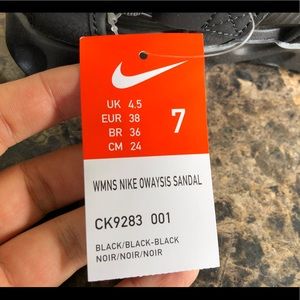 UK 4.5
EUR 38
BR 36
CM 24
7
WMNS NIKE OWAYSIS SANDAL
CK9283 001
BLACK/BLACK-BLACK
NOIR/NOIR/NOIR